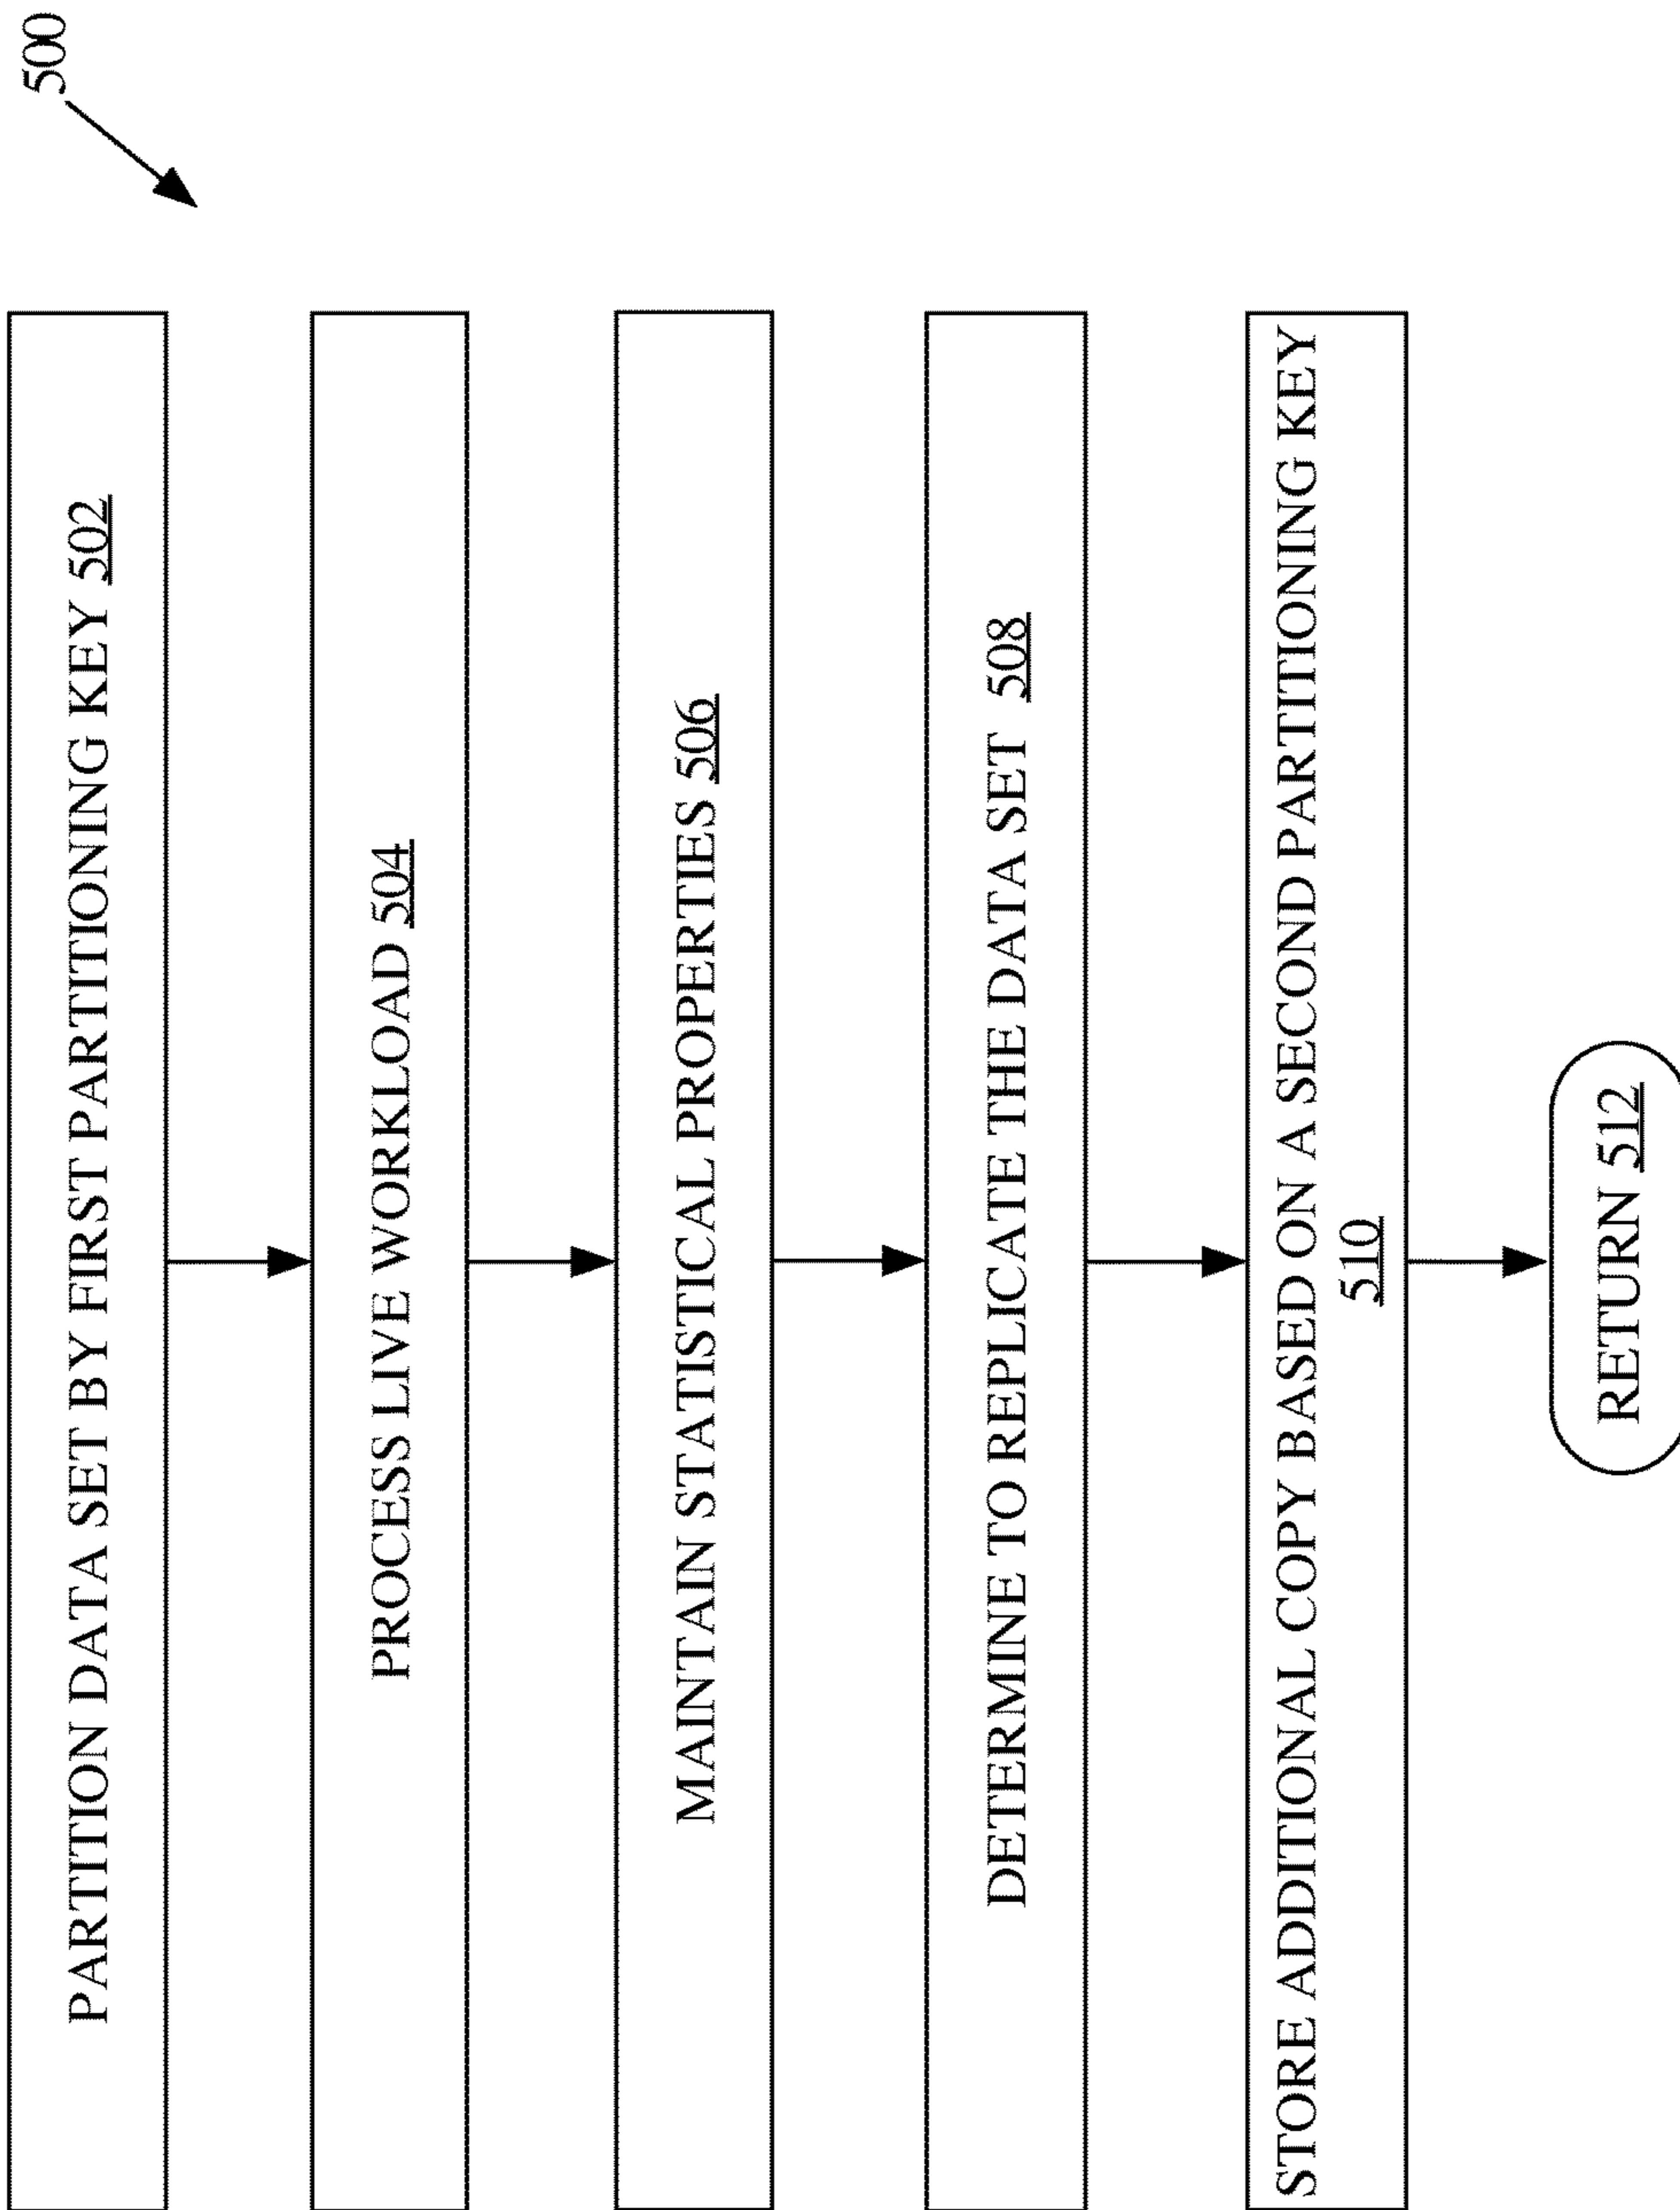 500
PARTITION DATA SET BY FIRST PARTITIONING KEY 502
PROCESS LIVE WORKLOAD 504
MAINTAIN STATISTICAL PROPERTIES 506
DETERMINE TO REPLICATE THE DATA SET 508
STORE ADDITIONAL COPY BASED ON A SECOND PARTITIONING KEY
510
RETURN 512